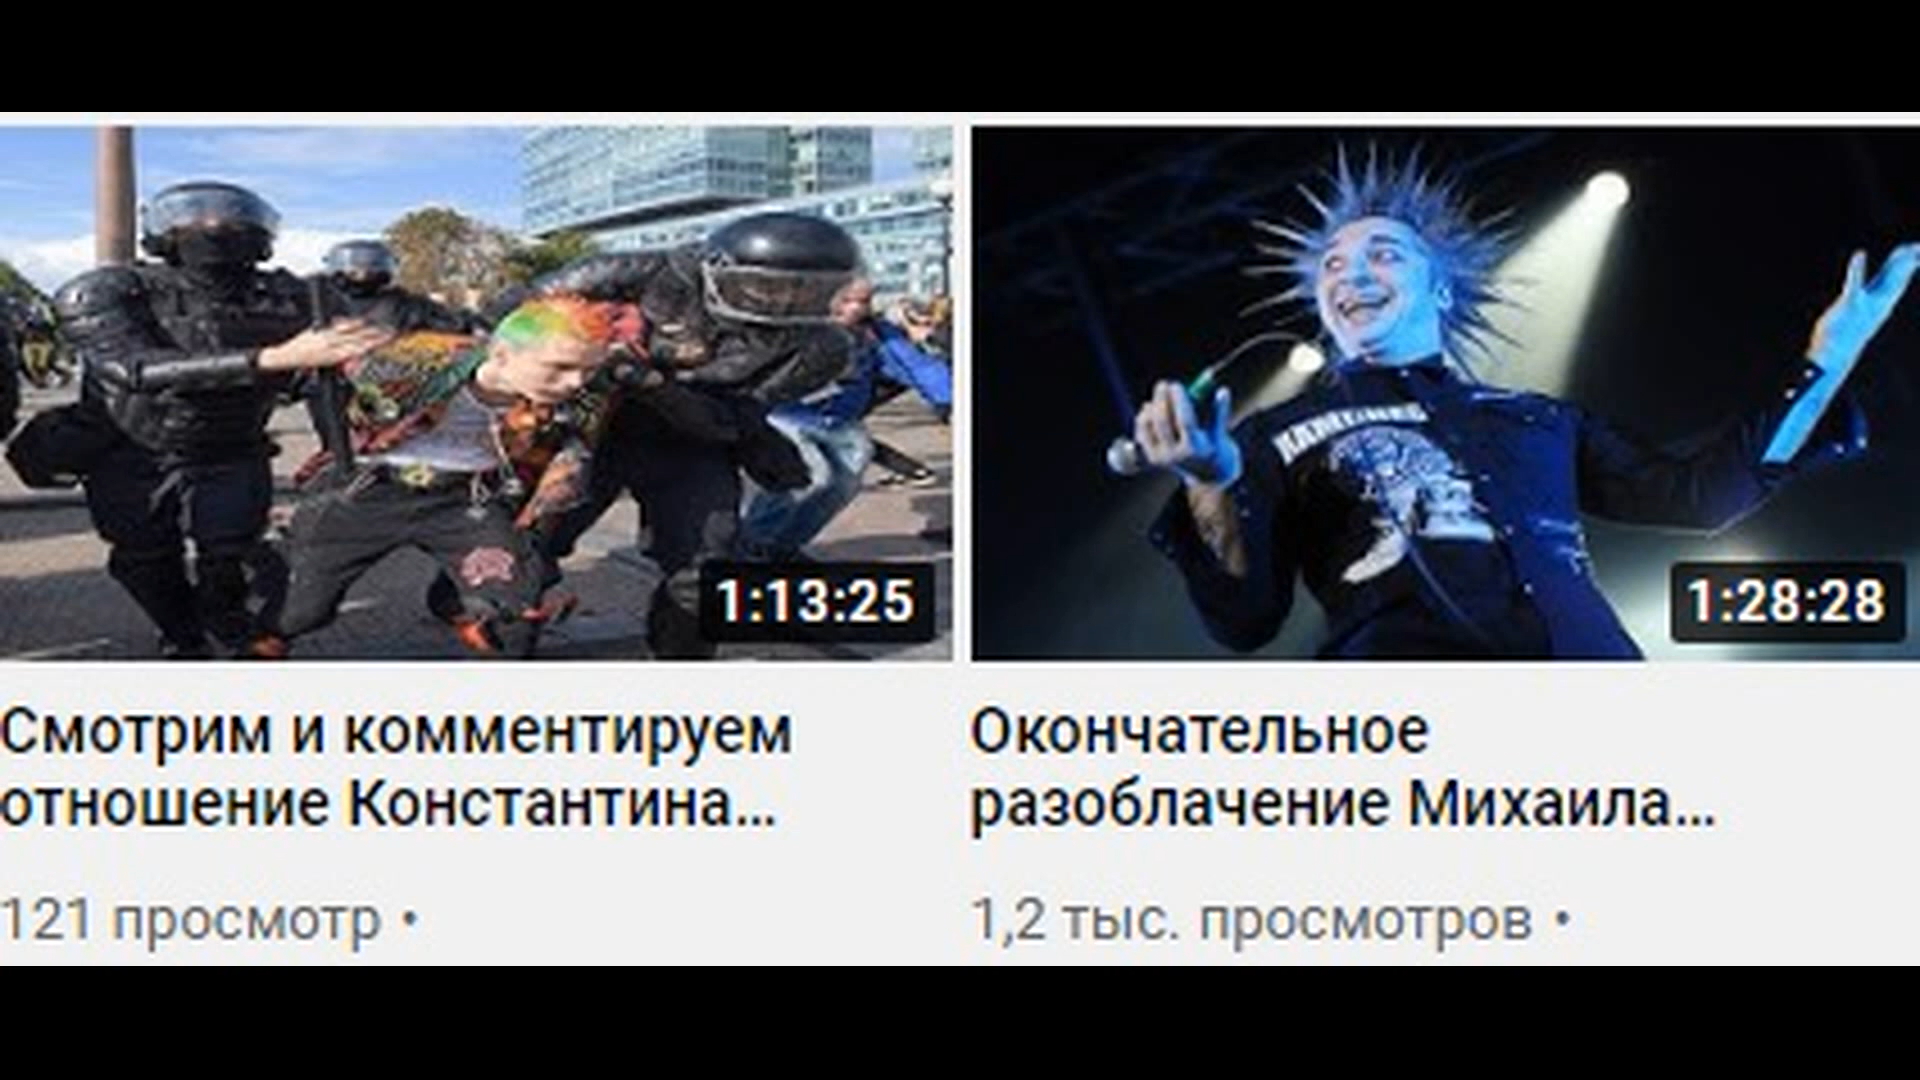 1:13:25
1:28:28
Смотрим и комментируем
отношение Константина...
121 просмотр •
Окончательное
разоблачение Михаила...
1,2 тыс. просмотров •